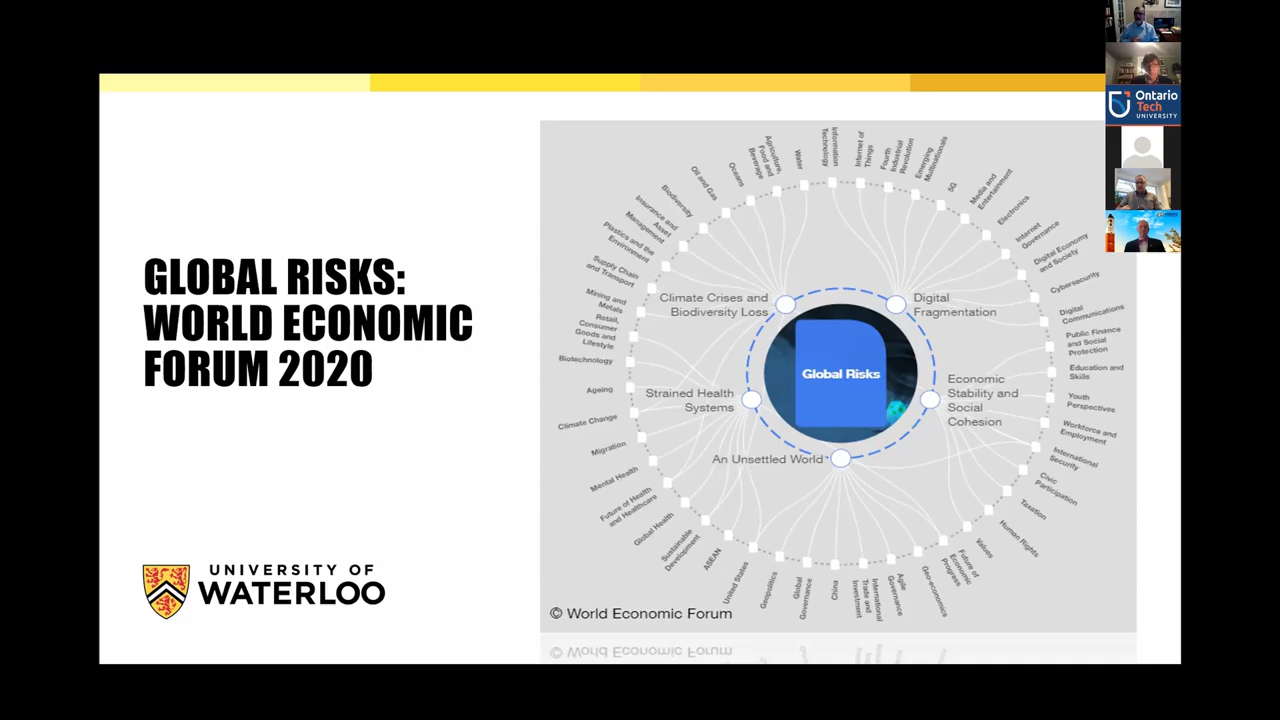 GLOBAL RISKS:
WORLD ECONOMIC
FORUM 2020
UNIVERSITY OF
WATERLOO
Information
Technology
Internet of
Things
Fourth
Industrial
Revolution
Emerging
Multinationals
5G
Media and
Entertainment
Electronics
Internet
Governance
Digital Economy
and Society
Cybersecurity
Digital
Communications
Public Finance
and Social
Protection
Education and
Skills
Youth
Perspectives
Workforce and
Employment
International
Security
Civic
Participation
Taxation
Human Rights
Values
Future of
Economic
Progress
Geo-economics
Agile
Governance
International
Trade and
Investment
China
Global
Governance
Geopolitics
United States
ASEAN
Sustainable
Development
Global Health
Future of Health
and Healthcare
Mental Health
Migration
Climate Change
Ageing
Biotechnology
Retail,
Consumer
Goods and
Lifestyle
Mining and
Metals
Supply Chain
and Transport
Plastics and the
Environment
Insurance and
Asset
Management
Biodiversity
Oil and Gas
Oceans
Agriculture,
Food and
Beverage
Water
Climate Crises and
Biodiversity Loss
Digital
Fragmentation
Global Risks
Strained Health
Systems
Economic
Stability and
Social
Cohesion
An Unsettled World
© World Economic Forum
Ontario
Tech
UNIVERSITY